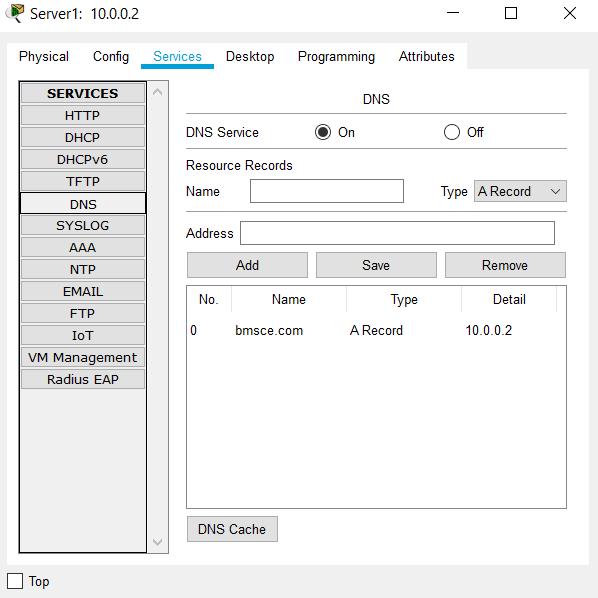 Server1: 10.0.0.2
Physical Config Services Desktop Programming Attributes
SERVICES
HTTP
DHCP
DHCPv6
TFTP
DNS
SYSLOG
AAA
NTP
EMAIL
FTP
IoT
VM Management
Radius EAP
DNS
DNS Service On Off
Resource Records
Name Type A Record
Address
Add Save Remove
No. Name Type Detail
0 bmsce.com A Record 10.0.0.2
DNS Cache
Top